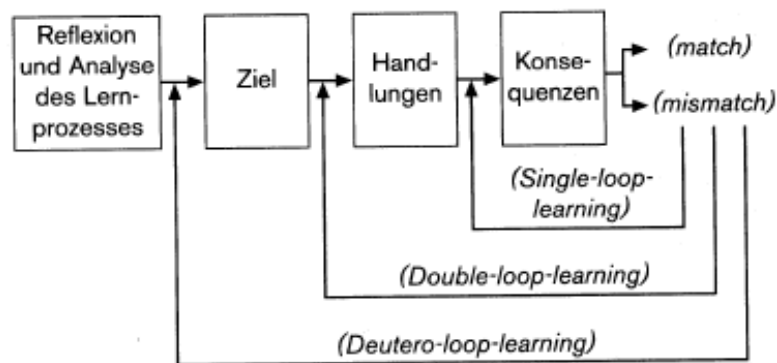 Reflexion
und Analyse
des Lern-
prozesses
Ziel
Hand-
lungen
Konse-
quenzen
(match)
(mismatch)
(Single-loop-
learning)
(Double-loop-learning)
(Deutero-loop-learning)